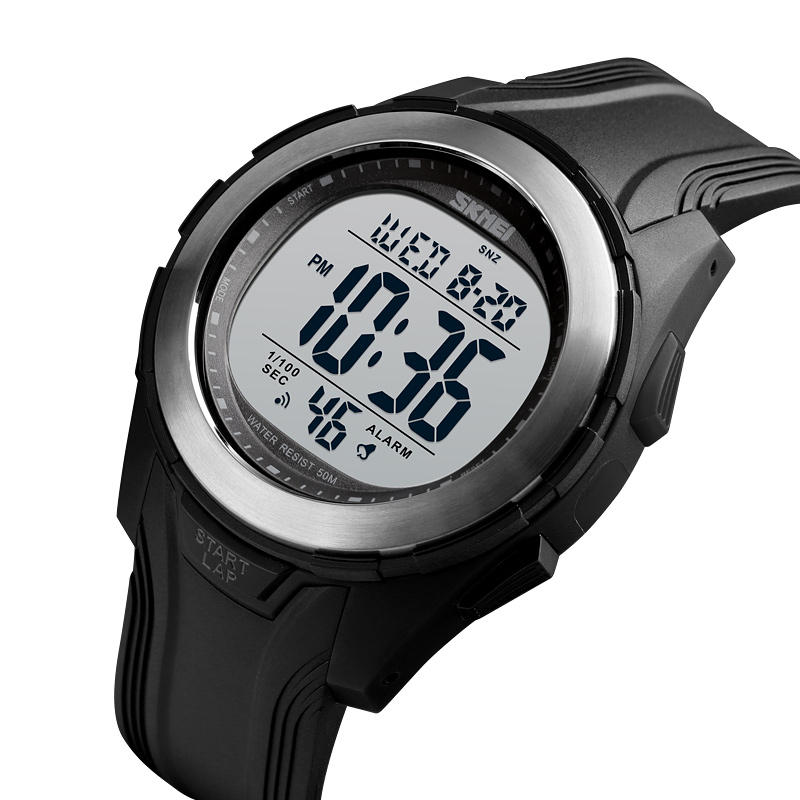 SKMEI
START
SNZ
WED 8-20
MODE
PM
10:36
1/100
SEC
46
ALARM
WATER RESIST 50M
START
LAP